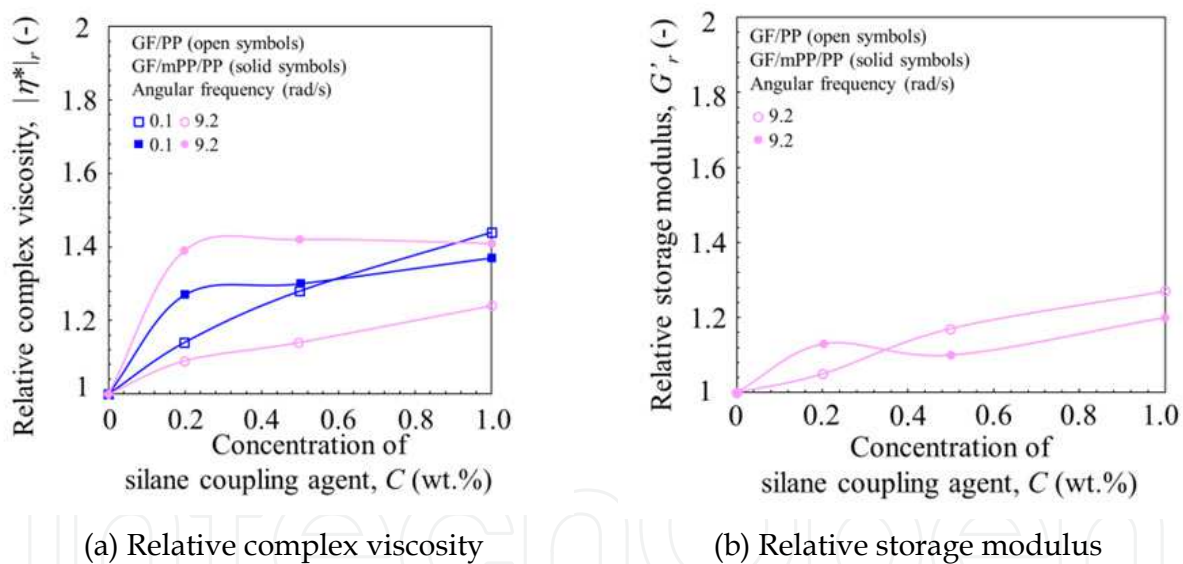 Relative complex viscosity, |η*|r (-)
2
1.8
1.6
1.4
1.2
1
GF/PP (open symbols)
GF/mPP/PP (solid symbols)
Angular frequency (rad/s)
0.1 9.2
0.1 9.2
0 0.2 0.4 0.6 0.8 1.0
Concentration of
silane coupling agent, C (wt.%)
(a) Relative complex viscosity
Relative storage modulus, G'r (-)
2
1.8
1.6
1.4
1.2
1
GF/PP (open symbols)
GF/mPP/PP (solid symbols)
Angular frequency (rad/s)
9.2
9.2
0 0.2 0.4 0.6 0.8 1.0
Concentration of
silane coupling agent, C (wt.%)
(b) Relative storage modulus